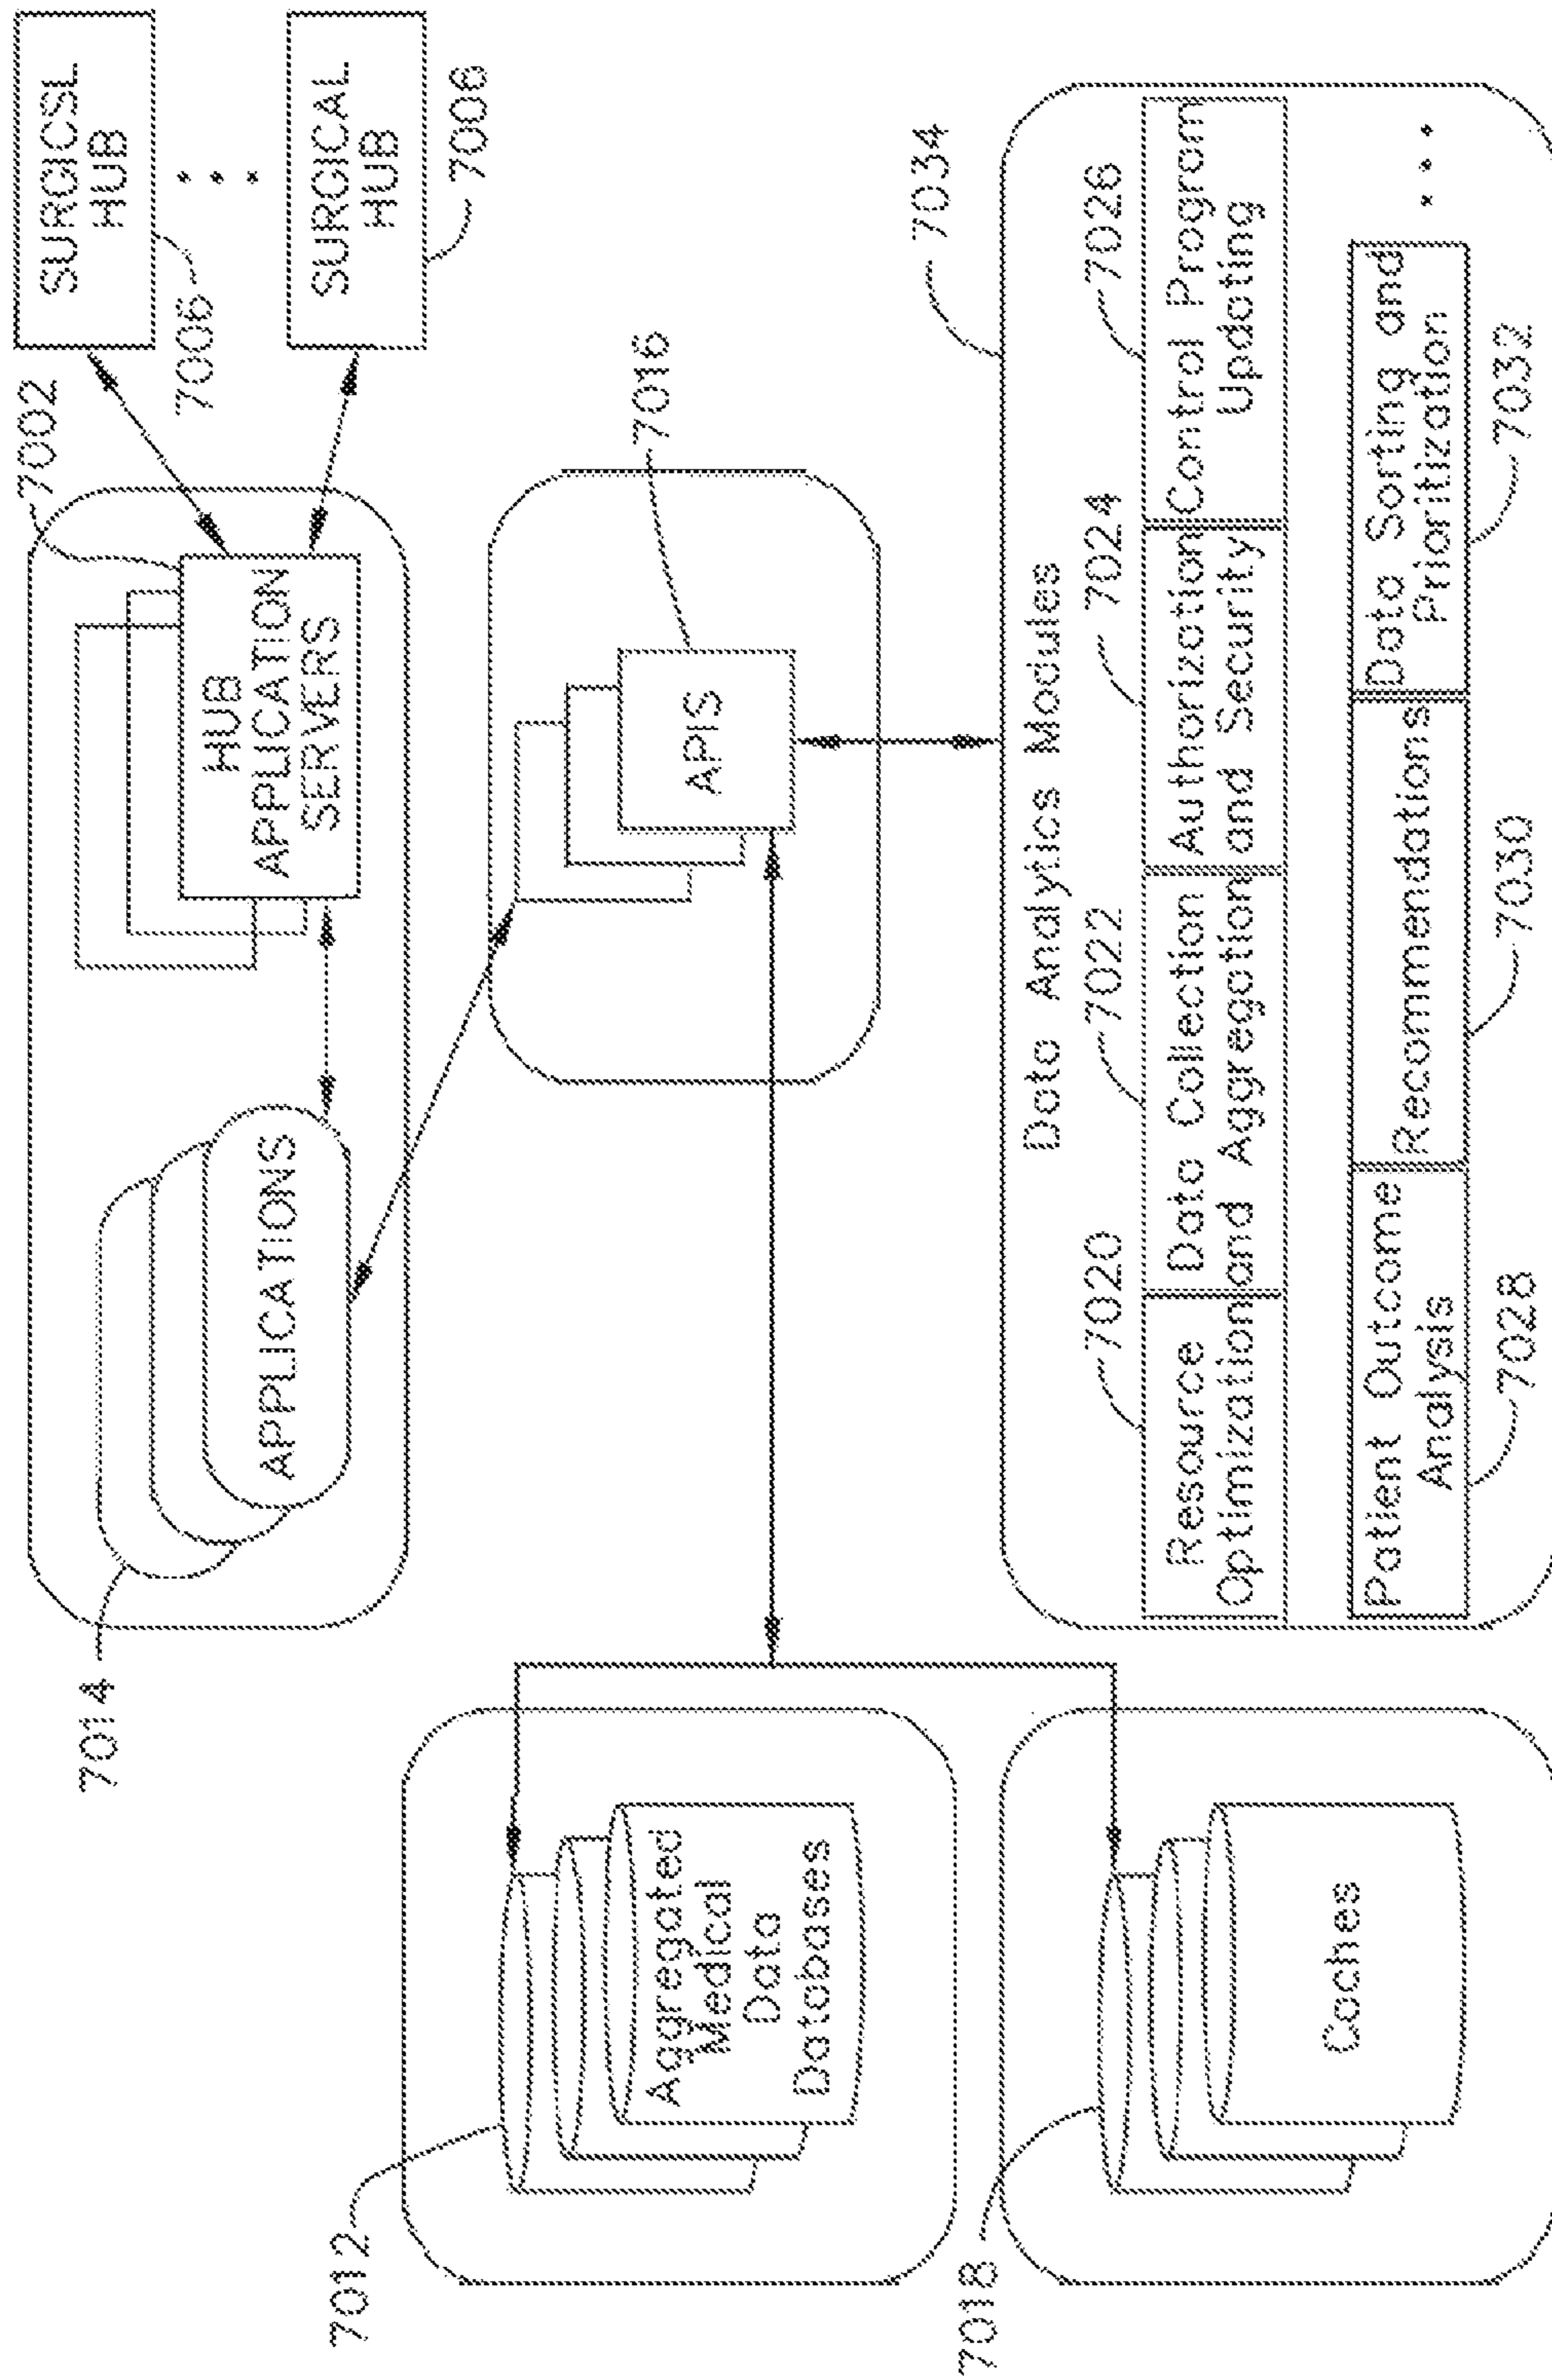 7014
7002
APPLICATIONS
HUB
APPLICATION
SERVERS
SURGICSL
HUB
7006
SURGICAL
HUB
7006
7012
Aggregated
Medical
Data
Databases
APIS
7016
7018
Caches
Data Analytics Modules
7034
7020
7022
7024
7026
Resource
Optimization
Data Collection
and Aggregation
Authorization
and Security
Control Program
Updating
Patient Outcome
Analysis
Recommendations
Data Sorting and
Prioritization
7028
7030
7032